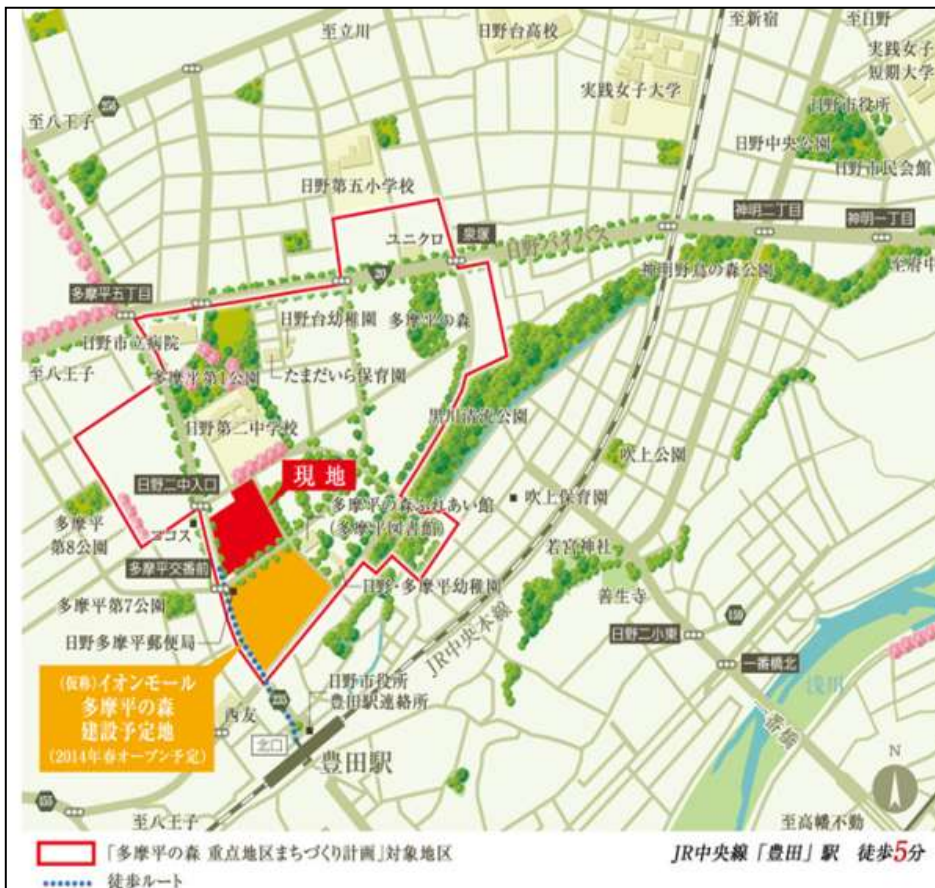 至立川
日野台高校
至新宿
至日野
実践女子
短期大学
256
実践女子大学
至八王子
日野市役所
日野中央公園
日野市民会館
日野第五小学校
ユニクロ
泉塚
神明二丁目
神明一丁目
日野バイパス
20
神明野鳥の森公園
至府中
多摩平五丁目
日野台幼稚園
多摩平の森
日野市立病院
至八王子
多摩平第1公園
たまだいら保育園
黒川清流公園
日野第二中学校
吹上公園
現地
日野二中入口
多摩平の森ふれあい館
(多摩平図書館)
吹上保育園
多摩平
第8公園
ココス
若宮神社
多摩平交番前
日野・多摩平幼稚園
多摩平第7公園
善生寺
日野多摩平郵便局
JR中央本線
日野二小東
一番橋北
浅川
(仮称)イオンモール
多摩平の森
建設予定地
(2014年春オープン予定)
日野市役所
豊田駅連絡所
西友
一番橋
北口
豊田駅
N
至八王子
至高幡不動
「多摩平の森 重点地区まちづくり計画」対象地区
JR中央線「豊田」駅 徒歩5分
徒歩ルート